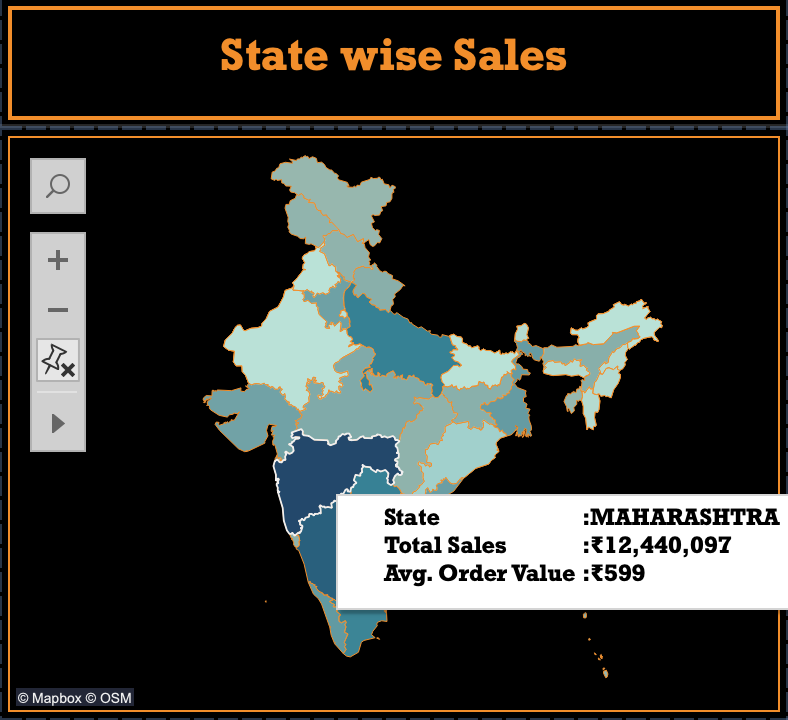 State wise Sales
State :MAHARASHTRA
Total Sales :₹12,440,097
Avg. Order Value :₹599
© Mapbox © OSM